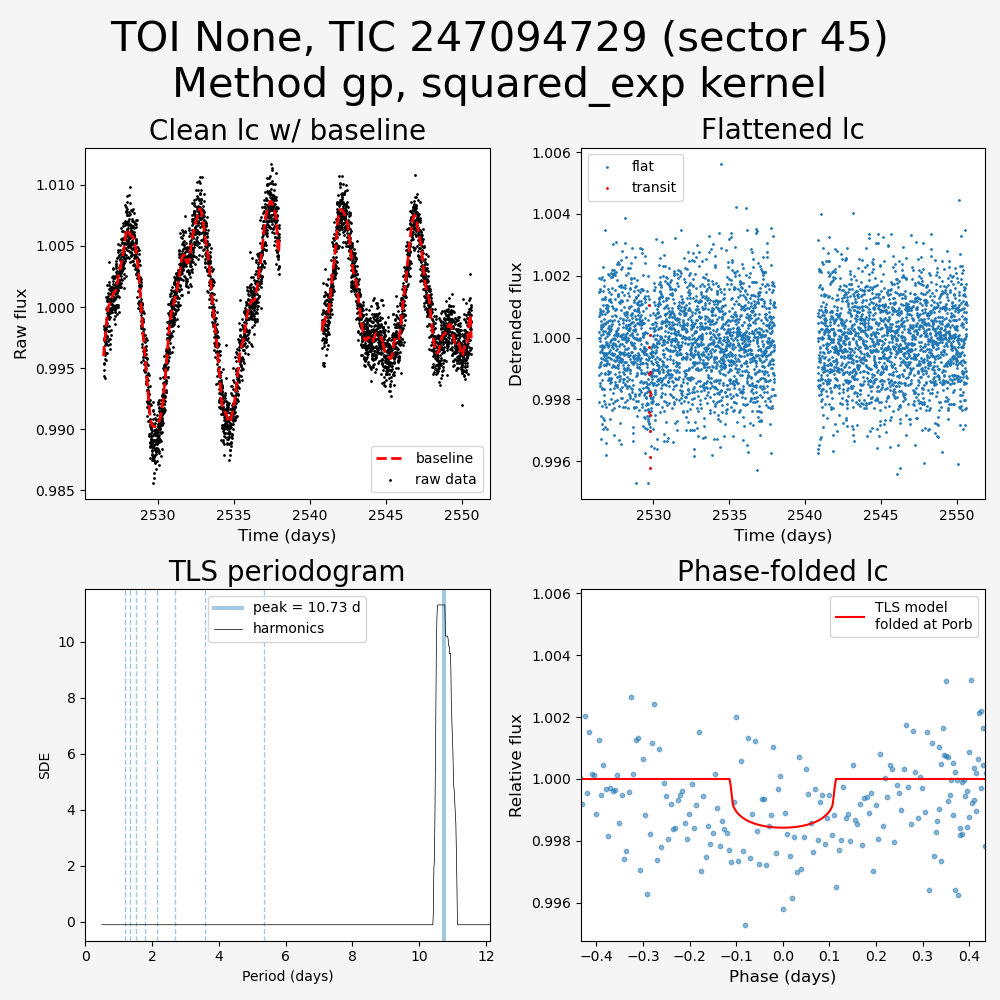 TOI None, TIC 247094729 (sector 45)
Method gp, squared_exp kernel
Clean lc w/ baseline
Raw flux
1.010
1.005
1.000
0.995
0.990
0.985
baseline
raw data
2530
2535
2540
2545
2550
Time (days)
Flattened lc
Detrended flux
1.006
1.004
1.002
1.000
0.998
0.996
flat
transit
2530
2535
2540
2545
2550
Time (days)
TLS periodogram
SDE
10
8
6
4
2
0
peak = 10.73 d
harmonics
0
2
4
6
8
10
12
Period (days)
Phase-folded lc
Relative flux
1.006
1.004
1.002
1.000
0.998
0.996
TLS model
folded at Porb
−0.4
−0.3
−0.2
−0.1
0.0
0.1
0.2
0.3
0.4
Phase (days)